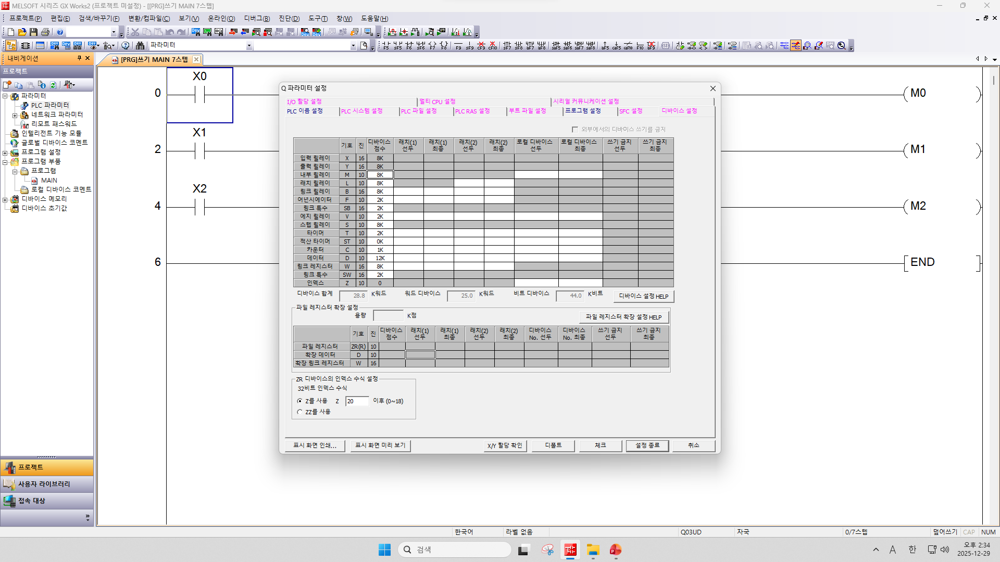 MELSOFT 시리즈 GX Works2 (프로젝트 미설정) - [[PRG]쓰기 MAIN 7스텝]
프로젝트(P) 편집(E) 검색/바꾸기(F) 변환/컴파일(C) 보기(V) 온라인(O) 디버그(B) 진단(D) 도구(T) 창(W) 도움말(H)
파라미터
F5 sF5 F6 sF6 F7 F8 F9 sF9 cF9 cF10 sF7 sF8 aF7 aF8 saF5 saF6 saF7 saF8 aF5 caF5 caF10 F10 aF9
내비게이션
[PRG]쓰기 MAIN 7스텝
프로젝트
파라미터
PLC 파라미터
네트워크 파라미터
리모트 패스워드
인텔리전트 기능 모듈
글로벌 디바이스 코멘트
프로그램 설정
프로그램 부품
프로그램
MAIN
로컬 디바이스 코멘트
디바이스 메모리
디바이스 초기값
프로젝트
사용자 라이브러리
접속 대상
X0
0 M0
X1
2 M1
X2
4 M2
6 END
Q 파라미터 설정
I/O 할당 설정 멀티 CPU 설정 시리얼 커뮤니케이션 설정
PLC 이름 설정 PLC 시스템 설정 PLC 파일 설정 PLC RAS 설정 부트 파일 설정 프로그램 설정 SFC 설정 디바이스 설정
외부에서의 디바이스 쓰기를 금지
기호 진 디바이스 점수 래치(1) 선두 래치(1) 최종 래치(2) 선두 래치(2) 최종 로컬 디바이스 선두 로컬 디바이스 최종 쓰기 금지 선두 쓰기 금지 최종
입력 릴레이 X 16 8K
출력 릴레이 Y 16 8K
내부 릴레이 M 10 8K
래치 릴레이 L 10 8K
링크 릴레이 B 16 8K
어넌시에이터 F 10 2K
링크 특수 SB 16 2K
에지 릴레이 V 10 2K
스텝 릴레이 S 10 8K
타이머 T 10 2K
적산 타이머 ST 10 0K
카운터 C 10 1K
데이터 D 10 12K
링크 레지스터 W 16 8K
링크 특수 SW 16 2K
인덱스 Z 10 0
디바이스 합계 28.8 K워드 워드 디바이스 25.0 K워드 비트 디바이스 44.0 K비트 디바이스 설정 HELP
파일 레지스터 확장 설정
용량 K점 파일 레지스터 확장 설정 HELP
기호 진 디바이스 점수 래치(1) 선두 래치(1) 최종 래치(2) 선두 래치(2) 최종 디바이스 No. 선두 디바이스 No. 최종 쓰기 금지 선두 쓰기 금지 최종
파일 레지스터 ZR(R) 10
확장 데이터 D 10
확장 링크 레지스터 W 16
ZR 디바이스의 인덱스 수식 설정
32비트 인덱스 수식
Z를 사용 Z 20 이후 (0~18)
ZZ를 사용
표시 화면 인쇄... 표시 화면 미리 보기 X/Y 할당 확인 디폴트 체크 설정 종료 취소
한국어 라벨 없음 Q03UD 자국 0/7스텝 덮어쓰기 CAP NUM
검색
A 한 오후 2:34
2025-12-29